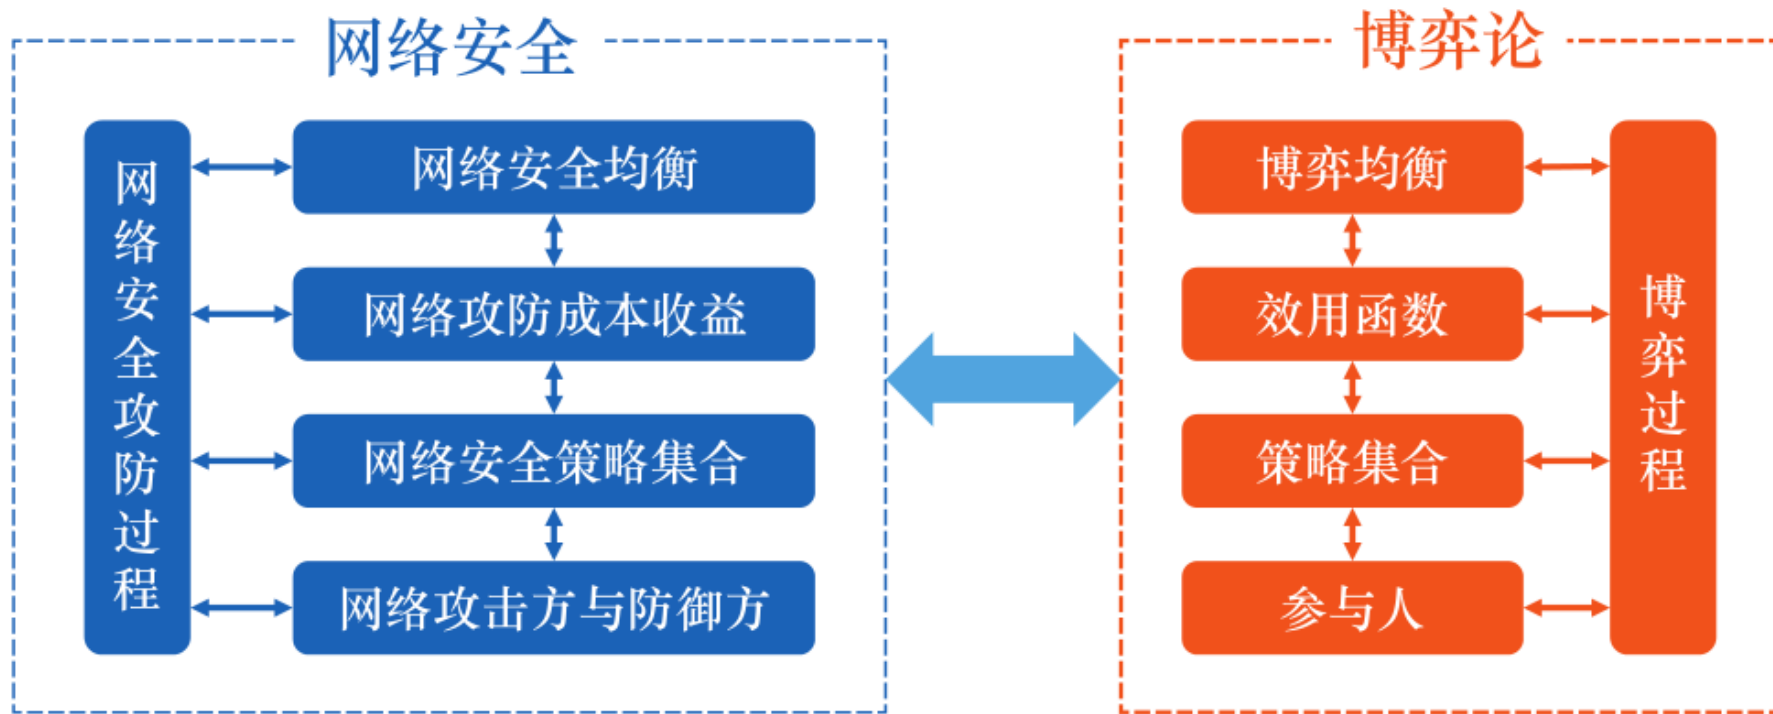 网络安全
网络安全攻防过程
网络安全均衡
网络攻防成本收益
网络安全策略集合
网络攻击方与防御方
博弈论
博弈均衡
效用函数
策略集合
参与人
博弈过程